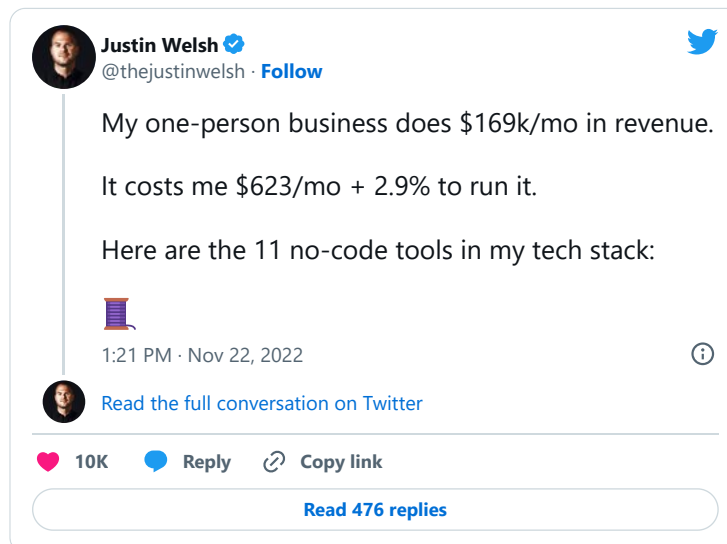 Justin Welsh
@thejustinwelsh · Follow
My one-person business does $169k/mo in revenue.
It costs me $623/mo + 2.9% to run it.
Here are the 11 no-code tools in my tech stack:
🧵
1:21 PM · Nov 22, 2022
Read the full conversation on Twitter
10K Reply Copy link
Read 476 replies